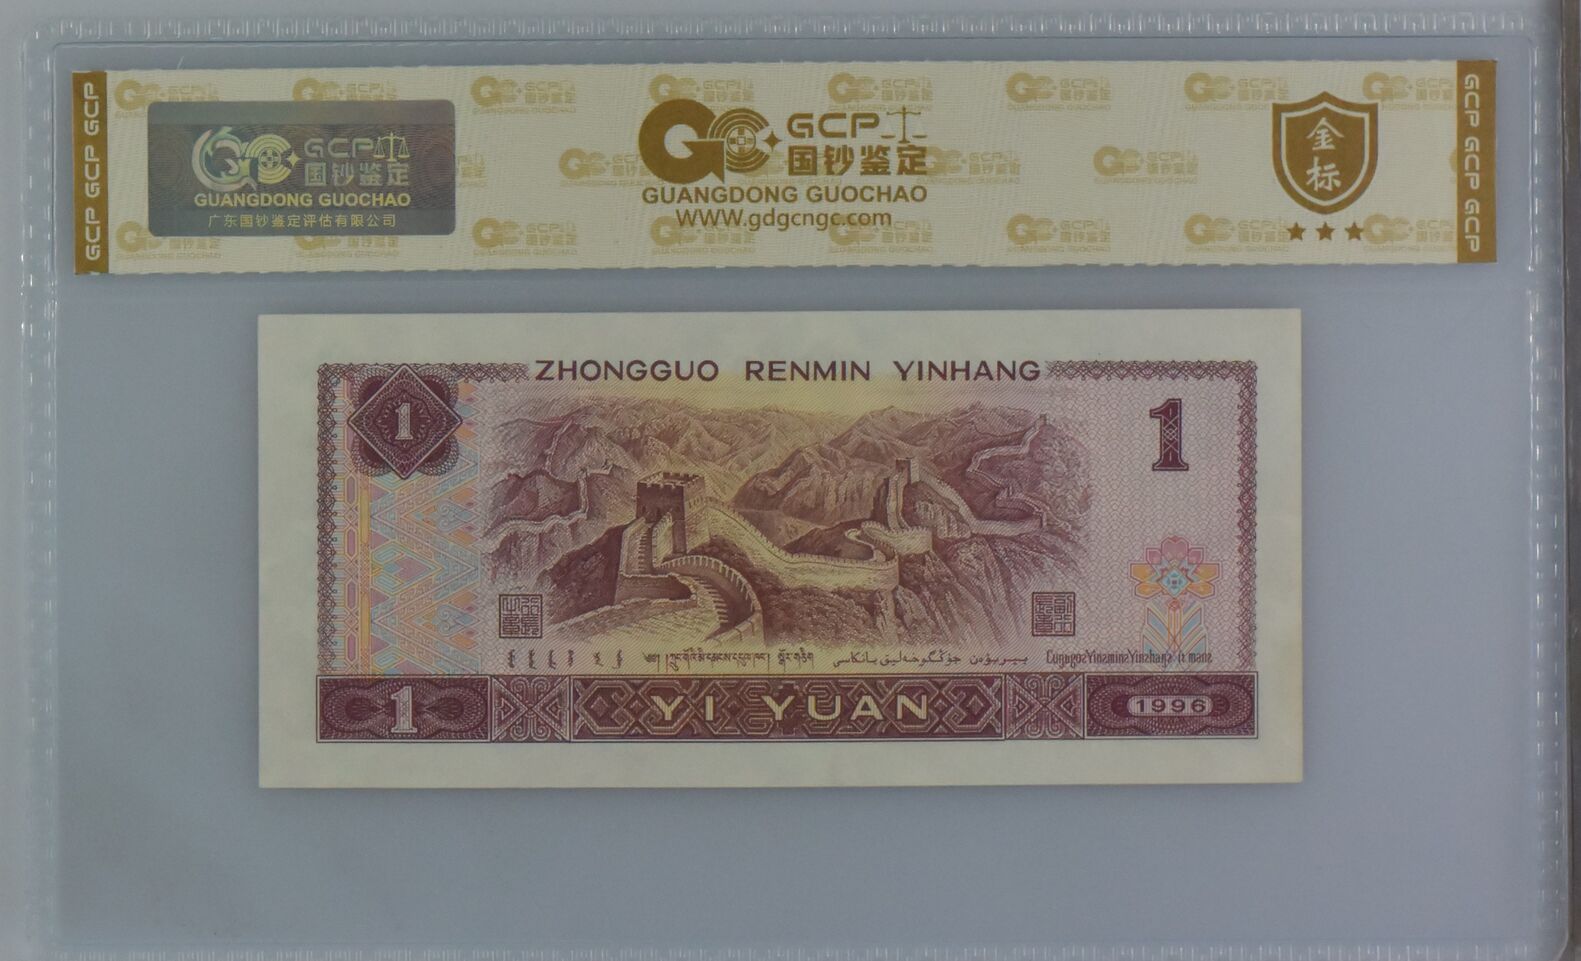 GCP GCP GCP
GCP
国钞鉴定
GUANGDONG GUOCHAO
广东国钞鉴定评估有限公司
GCP
国钞鉴定
GUANGDONG GUOCHAO
WWW.gdgcngc.com
金
标
GCP GCP GCP
ZHONGGUO RENMIN YINHANG
1
1
1
YI YUAN
1996